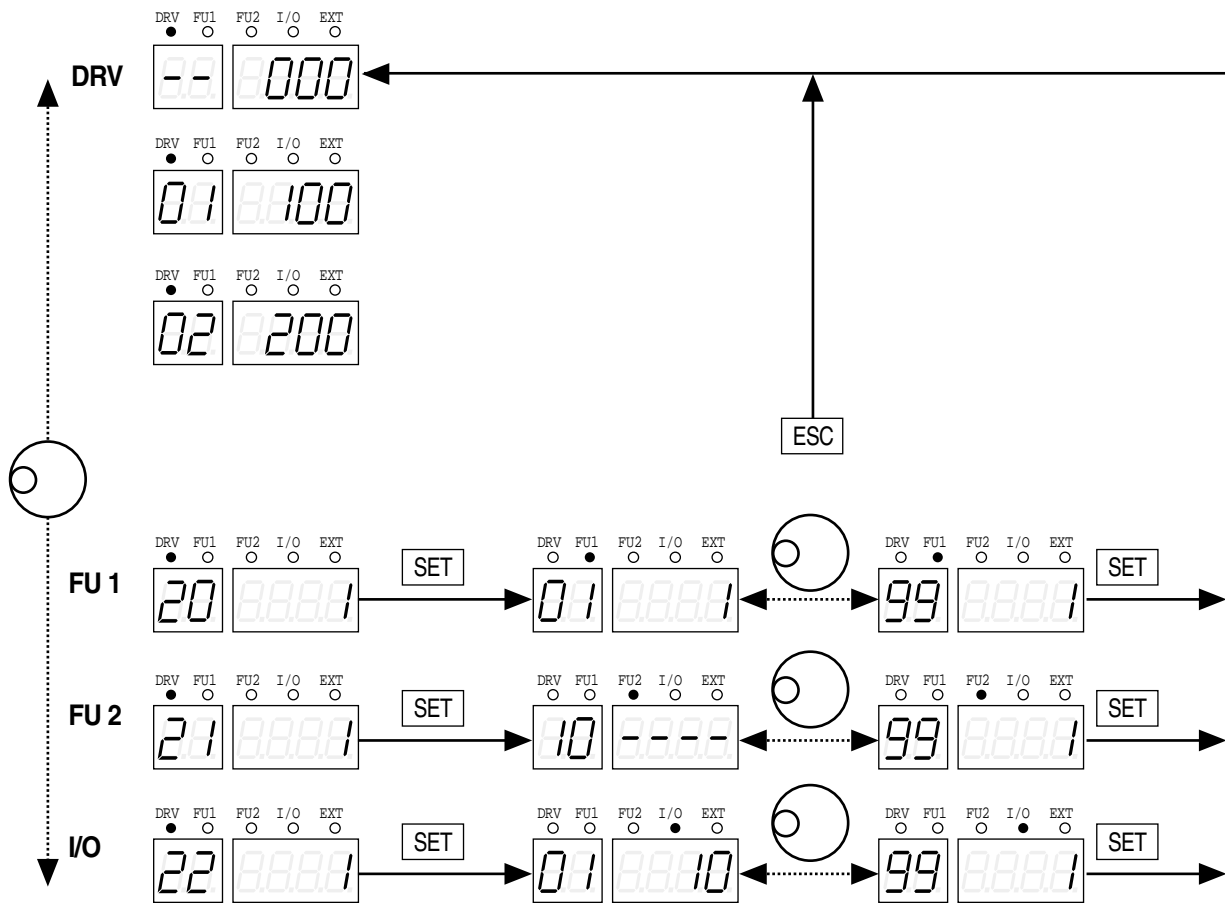 DRV FU1 FU2 I/O EXT
DRV -- 000
DRV FU1 FU2 I/O EXT
01 100
DRV FU1 FU2 I/O EXT
02 200
ESC
DRV FU1 FU2 I/O EXT DRV FU1 FU2 I/O EXT DRV FU1 FU2 I/O EXT
FU 1 20 1 SET 01 1 99 1 SET
DRV FU1 FU2 I/O EXT DRV FU1 FU2 I/O EXT DRV FU1 FU2 I/O EXT
FU 2 21 1 SET 10 ---- 99 1 SET
DRV FU1 FU2 I/O EXT DRV FU1 FU2 I/O EXT DRV FU1 FU2 I/O EXT
I/O 22 1 SET 01 10 99 1 SET